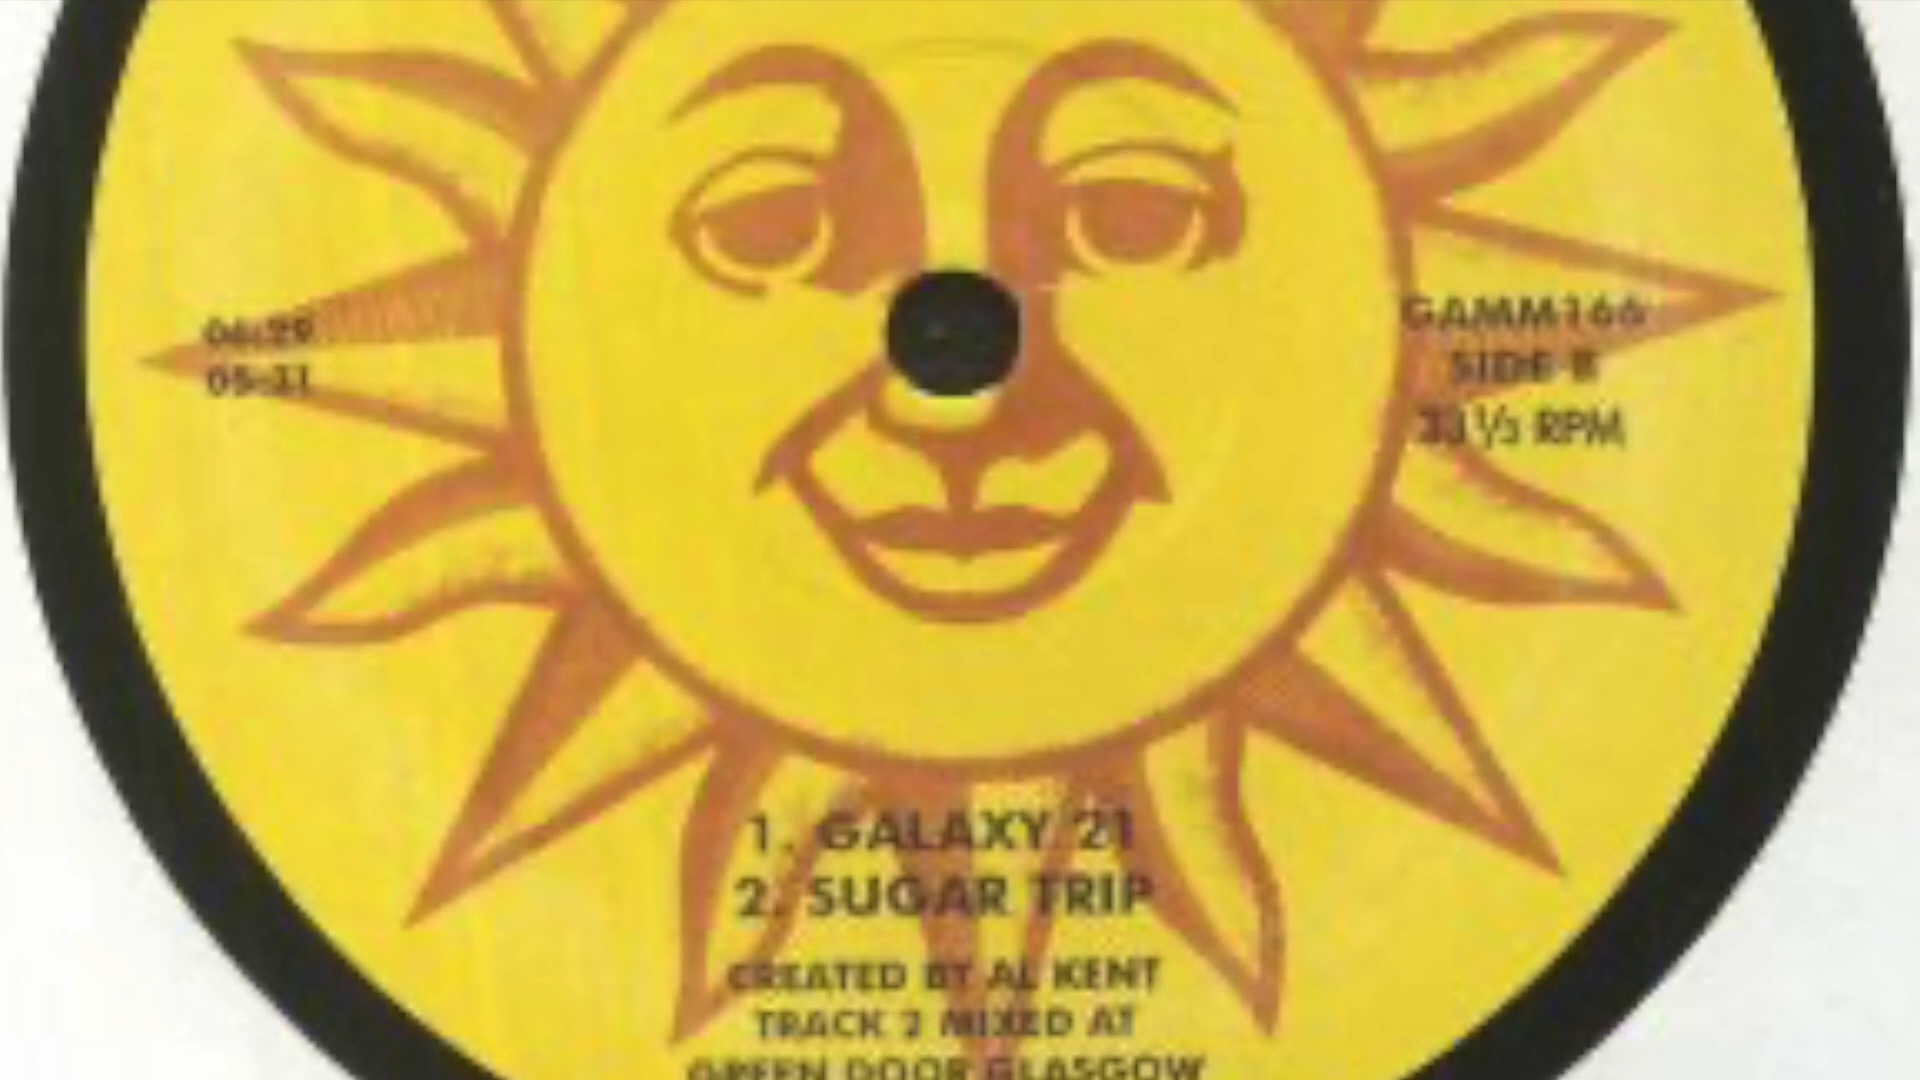 06:29
05:31
GAMM166
SIDE B
33 ⅓ RPM
1. GALAXY 21
2. SUGAR TRIP
CREATED BY AL KENT
TRACK 2 MIXED AT
GREEN DOOR GLASGOW